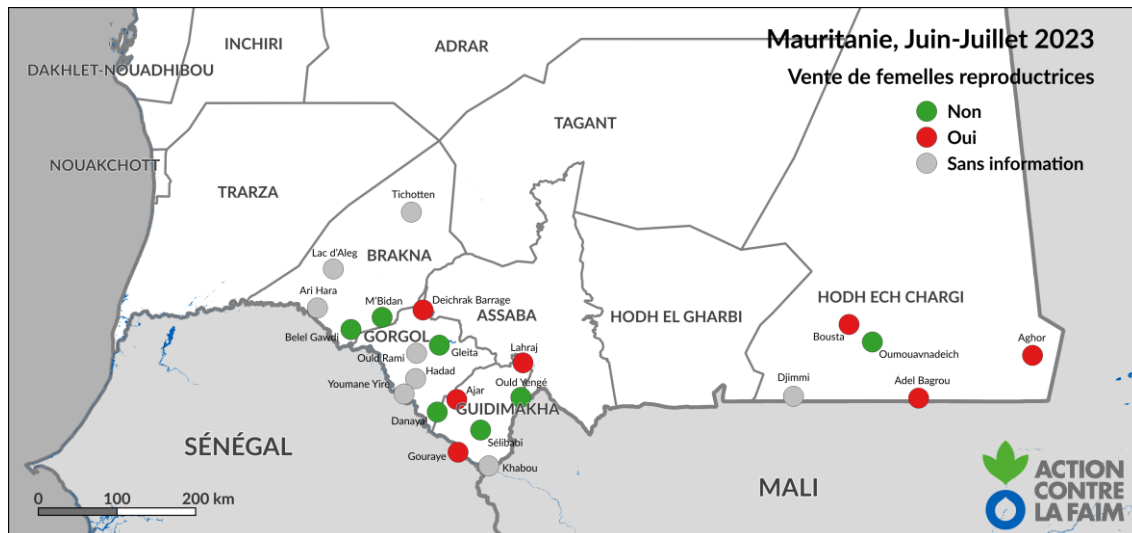 Mauritanie, Juin-Juillet 2023
Vente de femelles reproductrices
Non
Oui
Sans information
INCHIRI
ADRAR
DAKHLET-NOUADHIBOU
TAGANT
NOUAKCHOTT
TRARZA
Tichotten
Lac d'Aleg
BRAKNA
Ari Hara
M'Bidan
Deichrak Barrage
ASSABA
HODH EL GHARBI
HODH ECH CHARGI
Belel Gawdi
GORGOL
Gleita
Ould Rami
Lahraj
Bousta
Oumouavnadeich
Aghor
Hadad
Youmane Yire
Ajar
Ould Yengé
Djimmi
Adel Bagrou
GUIDIMAKHA
Danayal
Sélibabi
Gouraye
Khabou
SÉNÉGAL
MALI
0 100 200 km
ACTION
CONTRE
LA FAIM